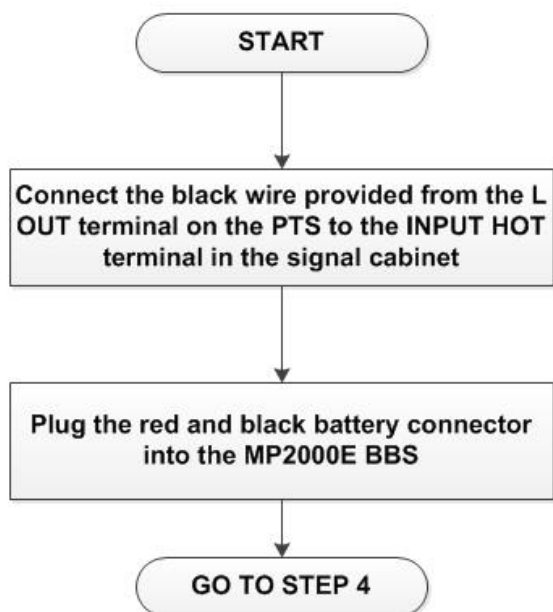 START
Connect the black wire provided from the L
OUT terminal on the PTS to the INPUT HOT
terminal in the signal cabinet
Plug the red and black battery connector
into the MP2000E BBS
GO TO STEP 4